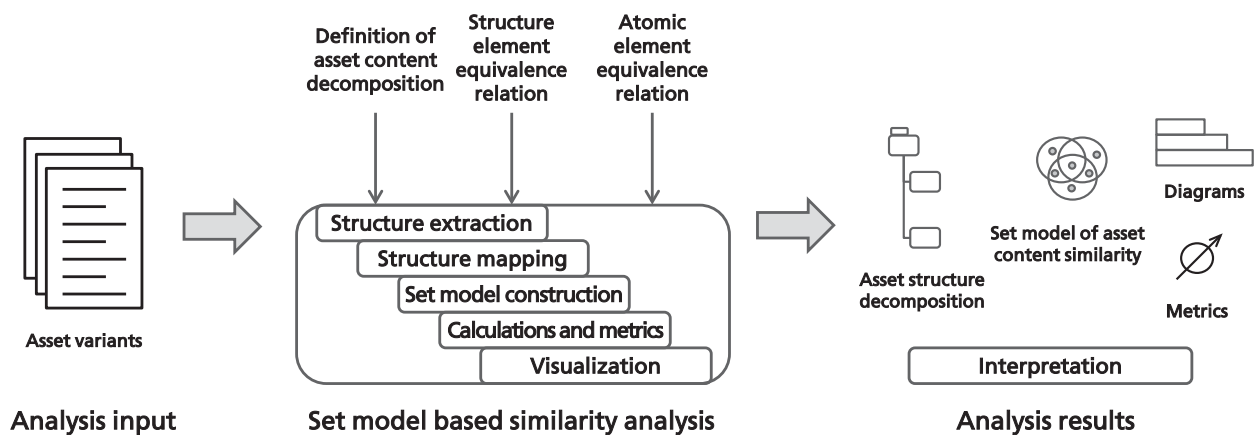 Definition of
asset content
decomposition
Structure
element
equivalence
relation
Atomic
element
equivalence
relation
Asset variants
Structure extraction
Structure mapping
Set model construction
Calculations and metrics
Visualization
Asset structure
decomposition
Set model of asset
content similarity
Diagrams
Metrics
Interpretation
Analysis input
Set model based similarity analysis
Analysis results